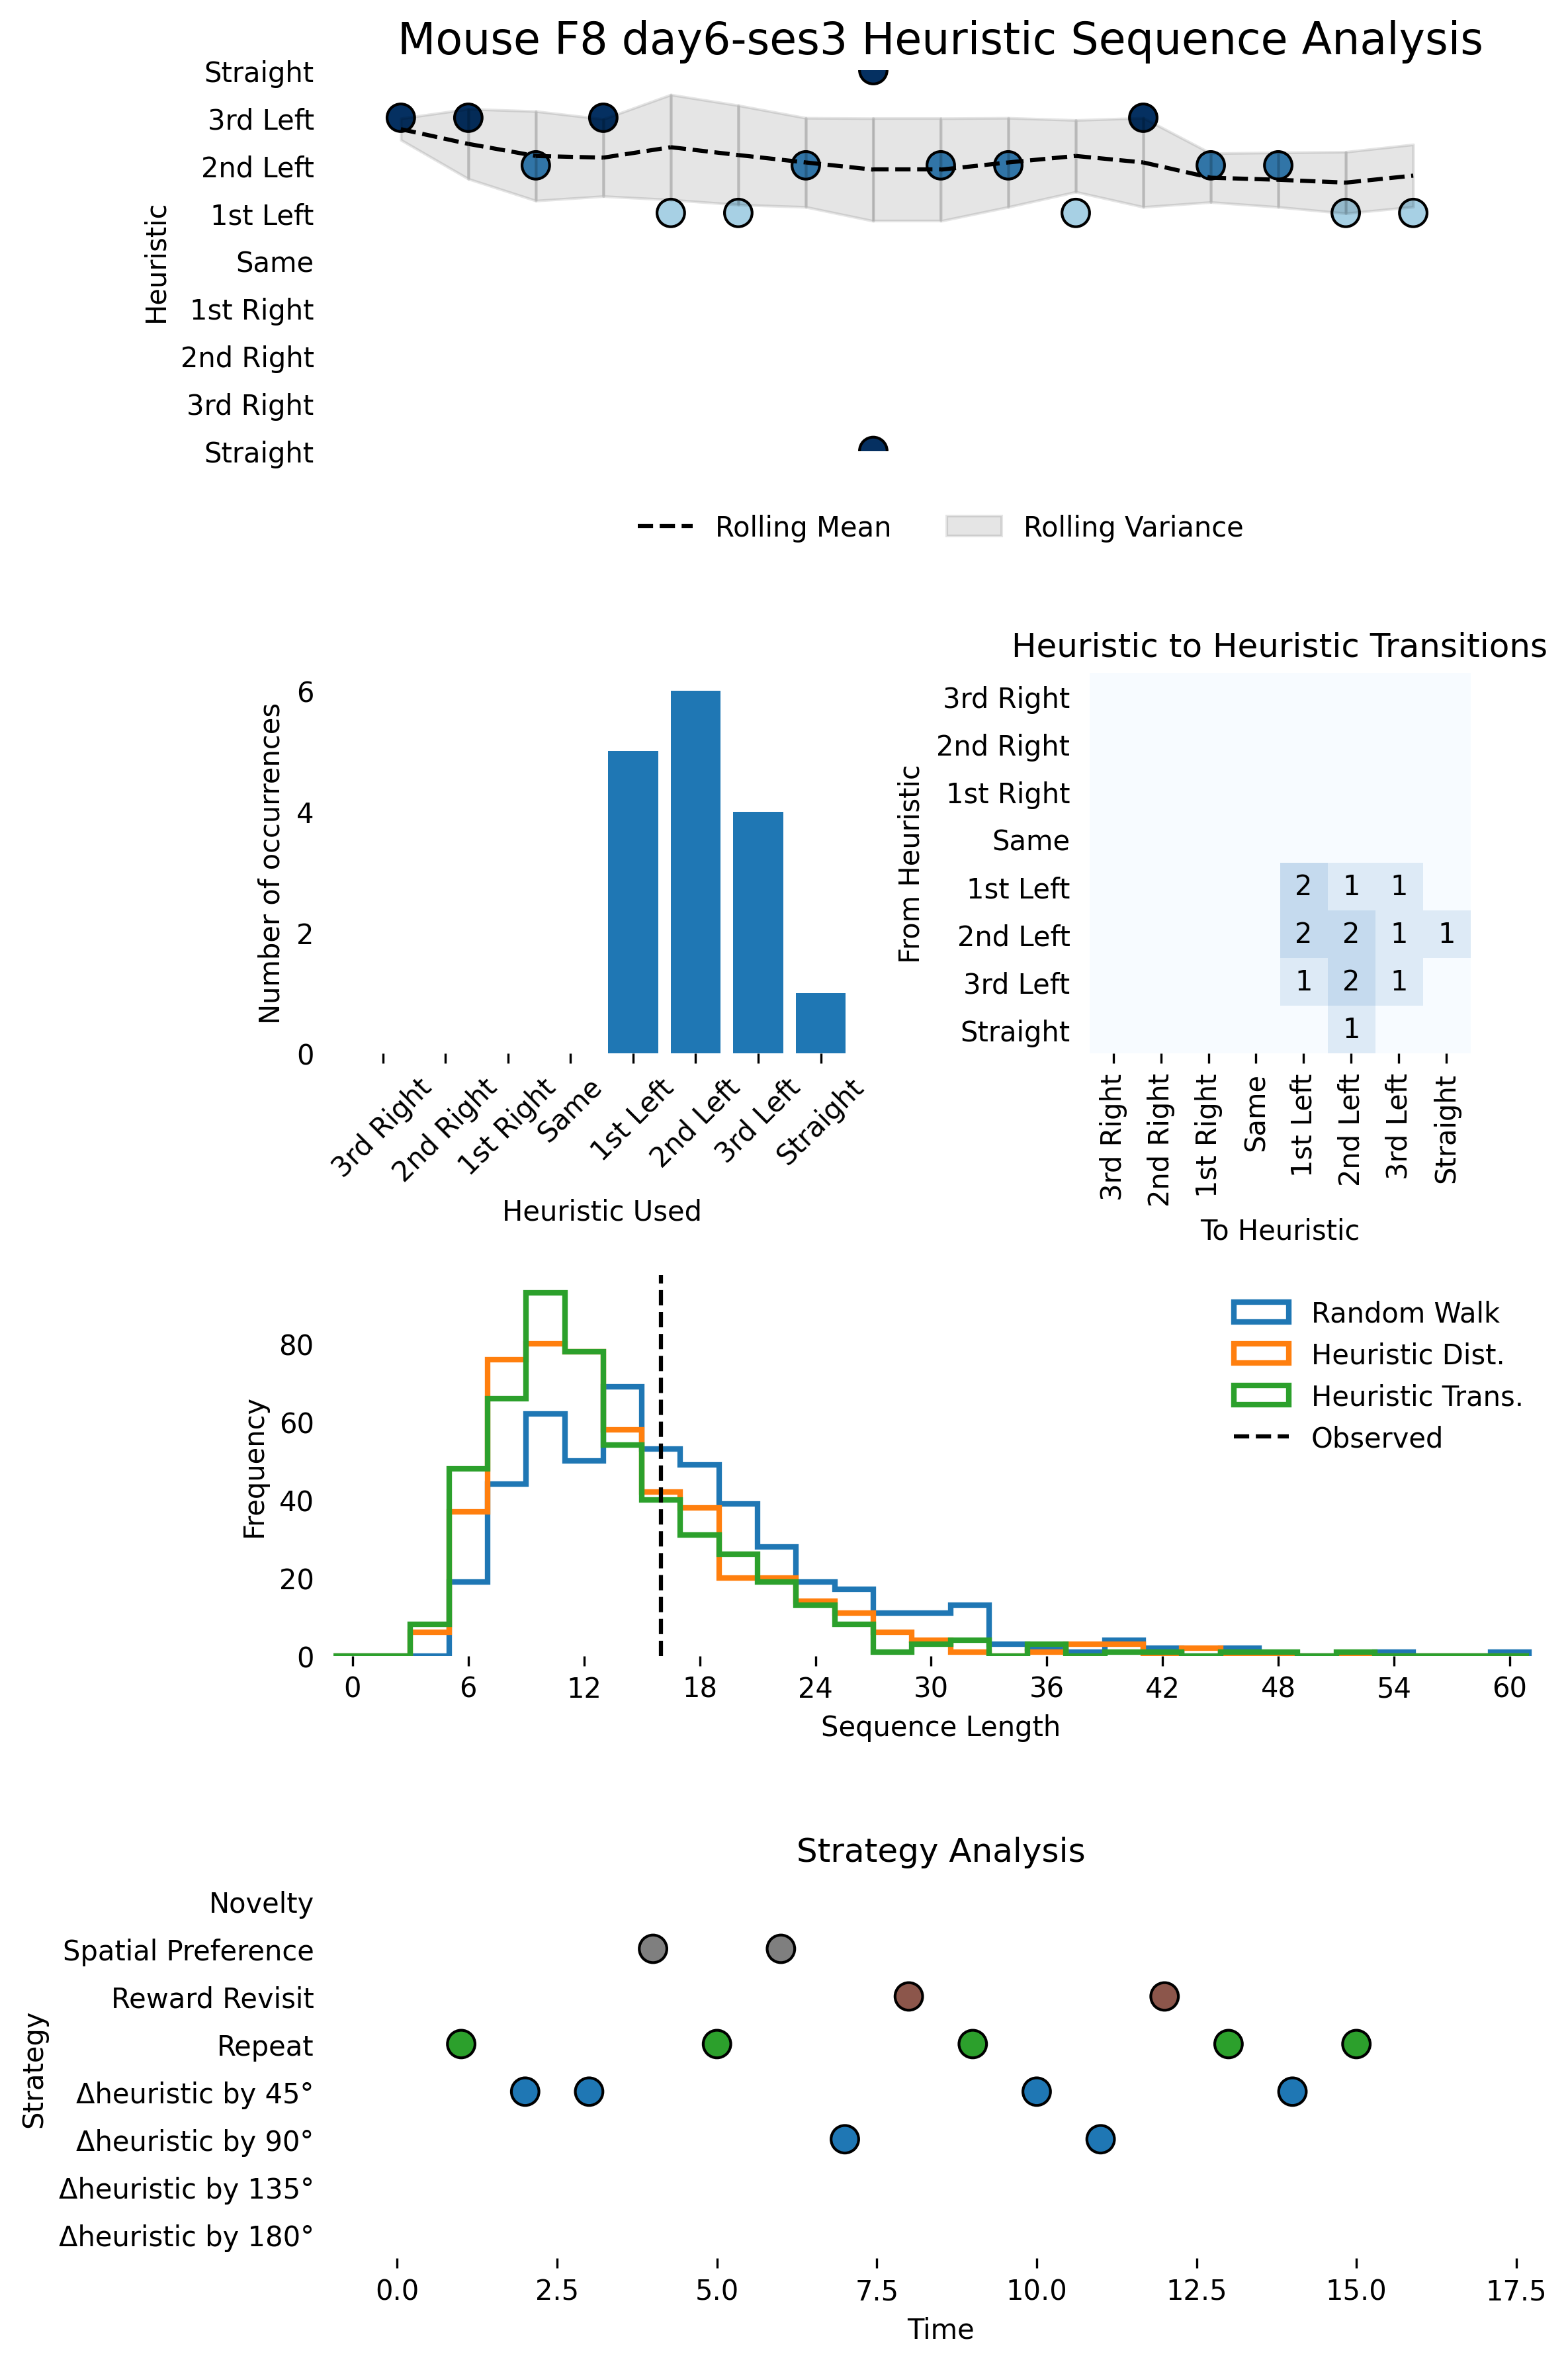 Mouse F8 day6-ses3 Heuristic Sequence Analysis
Heuristic
Straight
3rd Left
2nd Left
1st Left
Same
1st Right
2nd Right
3rd Right
Straight
Rolling Mean
Rolling Variance
Number of occurrences
6
4
2
0
3rd Right
2nd Right
1st Right
Same
1st Left
2nd Left
3rd Left
Straight
Heuristic Used
Heuristic to Heuristic Transitions
From Heuristic
3rd Right
2nd Right
1st Right
Same
1st Left
2 1 1
2nd Left
2 2 1 1
3rd Left
1 2 1
Straight
1
3rd Right
2nd Right
1st Right
Same
1st Left
2nd Left
3rd Left
Straight
To Heuristic
Frequency
80
60
40
20
0
Random Walk
Heuristic Dist.
Heuristic Trans.
Observed
0 6 12 18 24 30 36 42 48 54 60
Sequence Length
Strategy Analysis
Strategy
Novelty
Spatial Preference
Reward Revisit
Repeat
Δheuristic by 45°
Δheuristic by 90°
Δheuristic by 135°
Δheuristic by 180°
0.0 2.5 5.0 7.5 10.0 12.5 15.0 17.5
Time